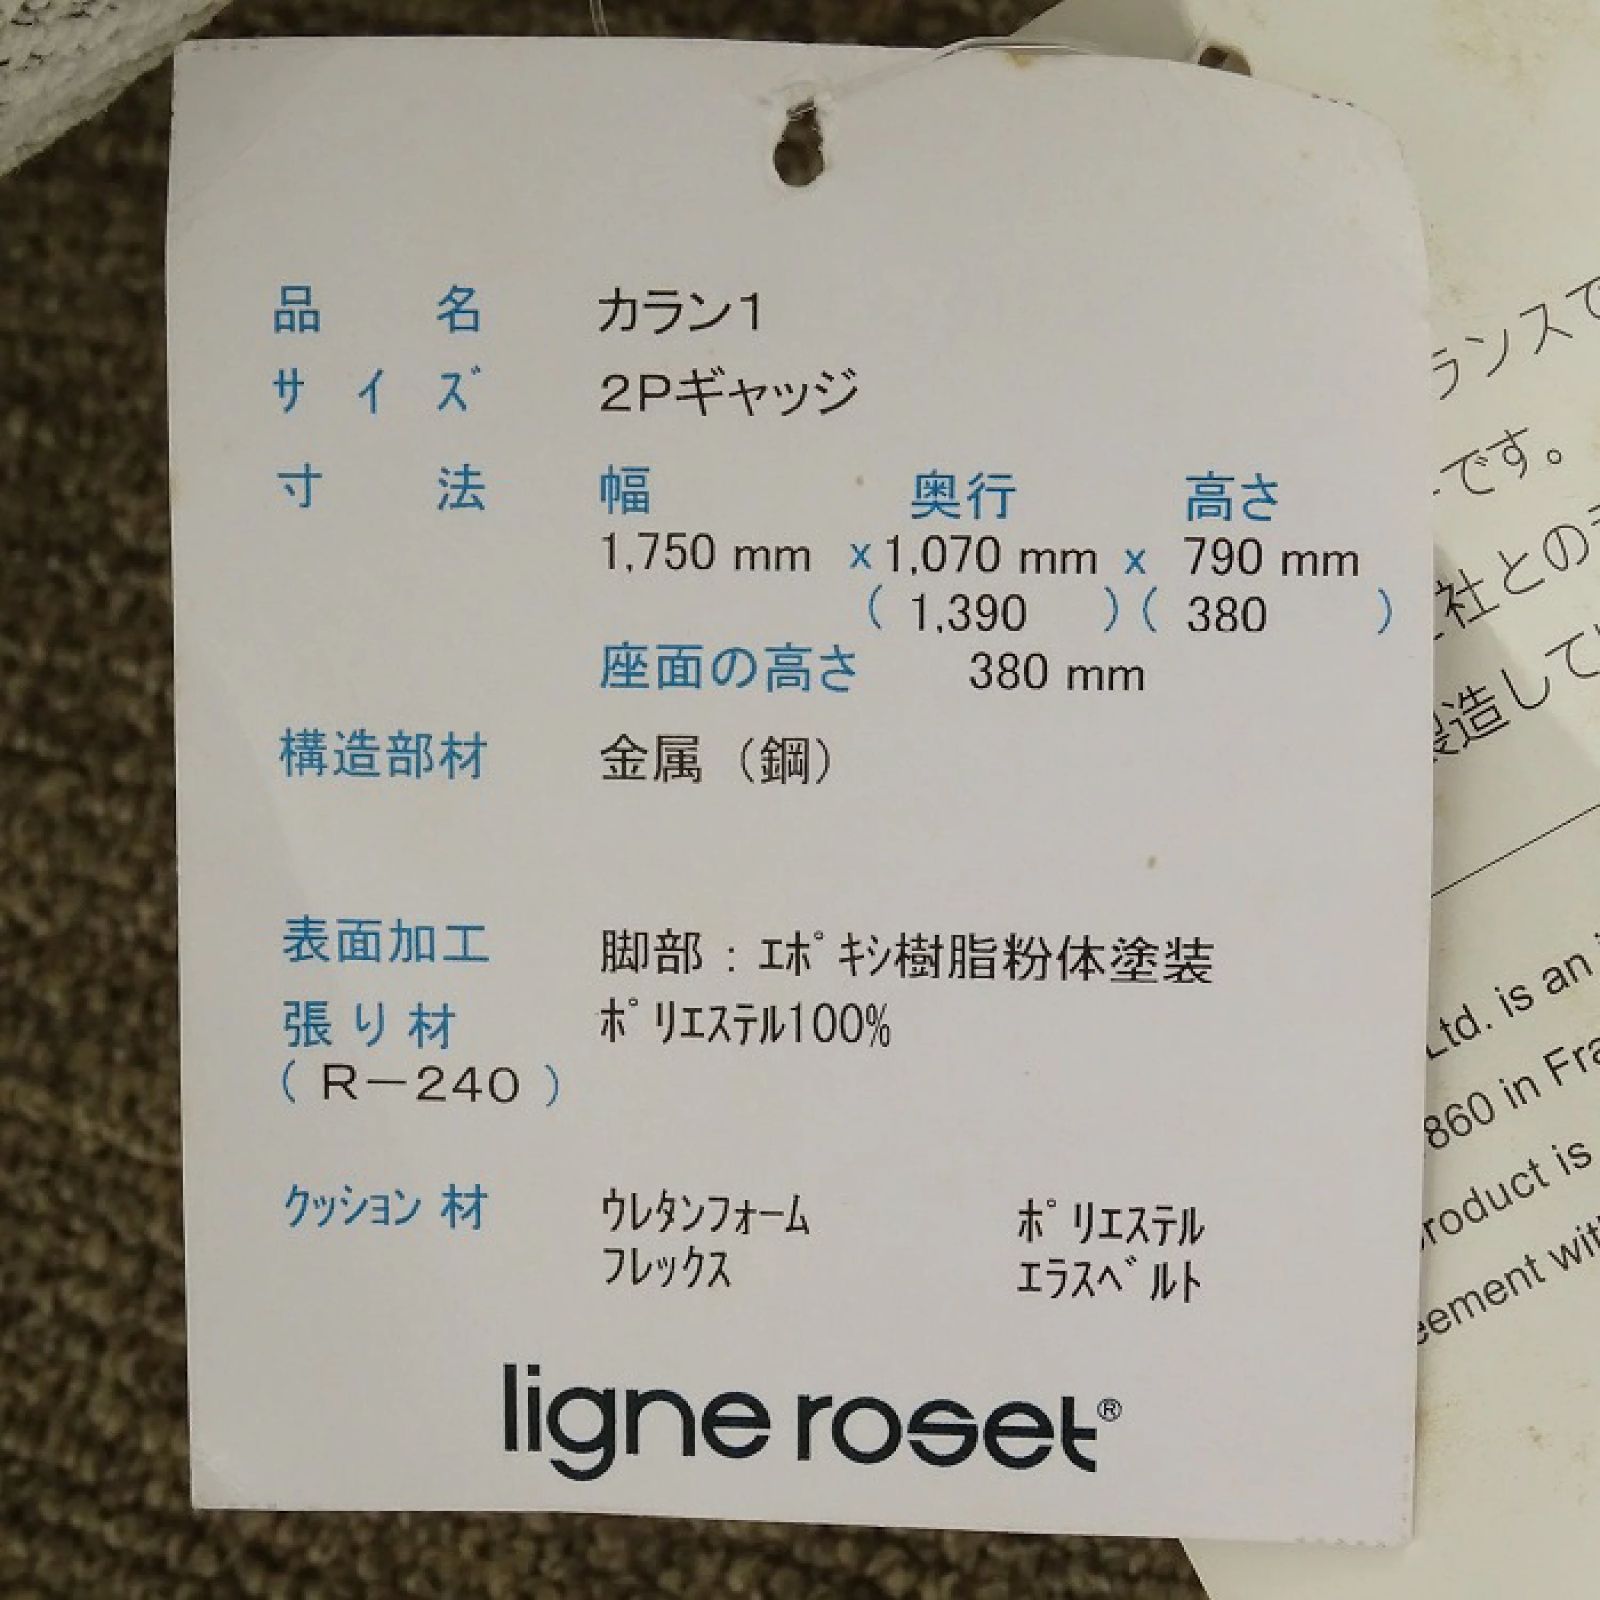 品名 カラン1
サイズ 2Pギャッジ
寸法 幅 奥行 高さ
1,750 mm x 1,070 mm x 790 mm
( 1,390 ) ( 380 )
座面の高さ 380 mm
構造部材 金属（鋼）
表面加工 脚部：ｴﾎﾟｷｼ樹脂粉体塗装
張り材 ﾎﾟﾘｴｽﾃﾙ100%
( R－240 )
ｸｯｼｮﾝ材 ｳﾚﾀﾝﾌｫｰﾑ ﾎﾟﾘｴｽﾃﾙ
ﾌﾚｯｸｽ ｴﾗｽﾍﾞﾙﾄ
ligne roset®
ランスで
です。
社との
製造して
Ltd. is an
860 in Fra
roduct is
eement wit